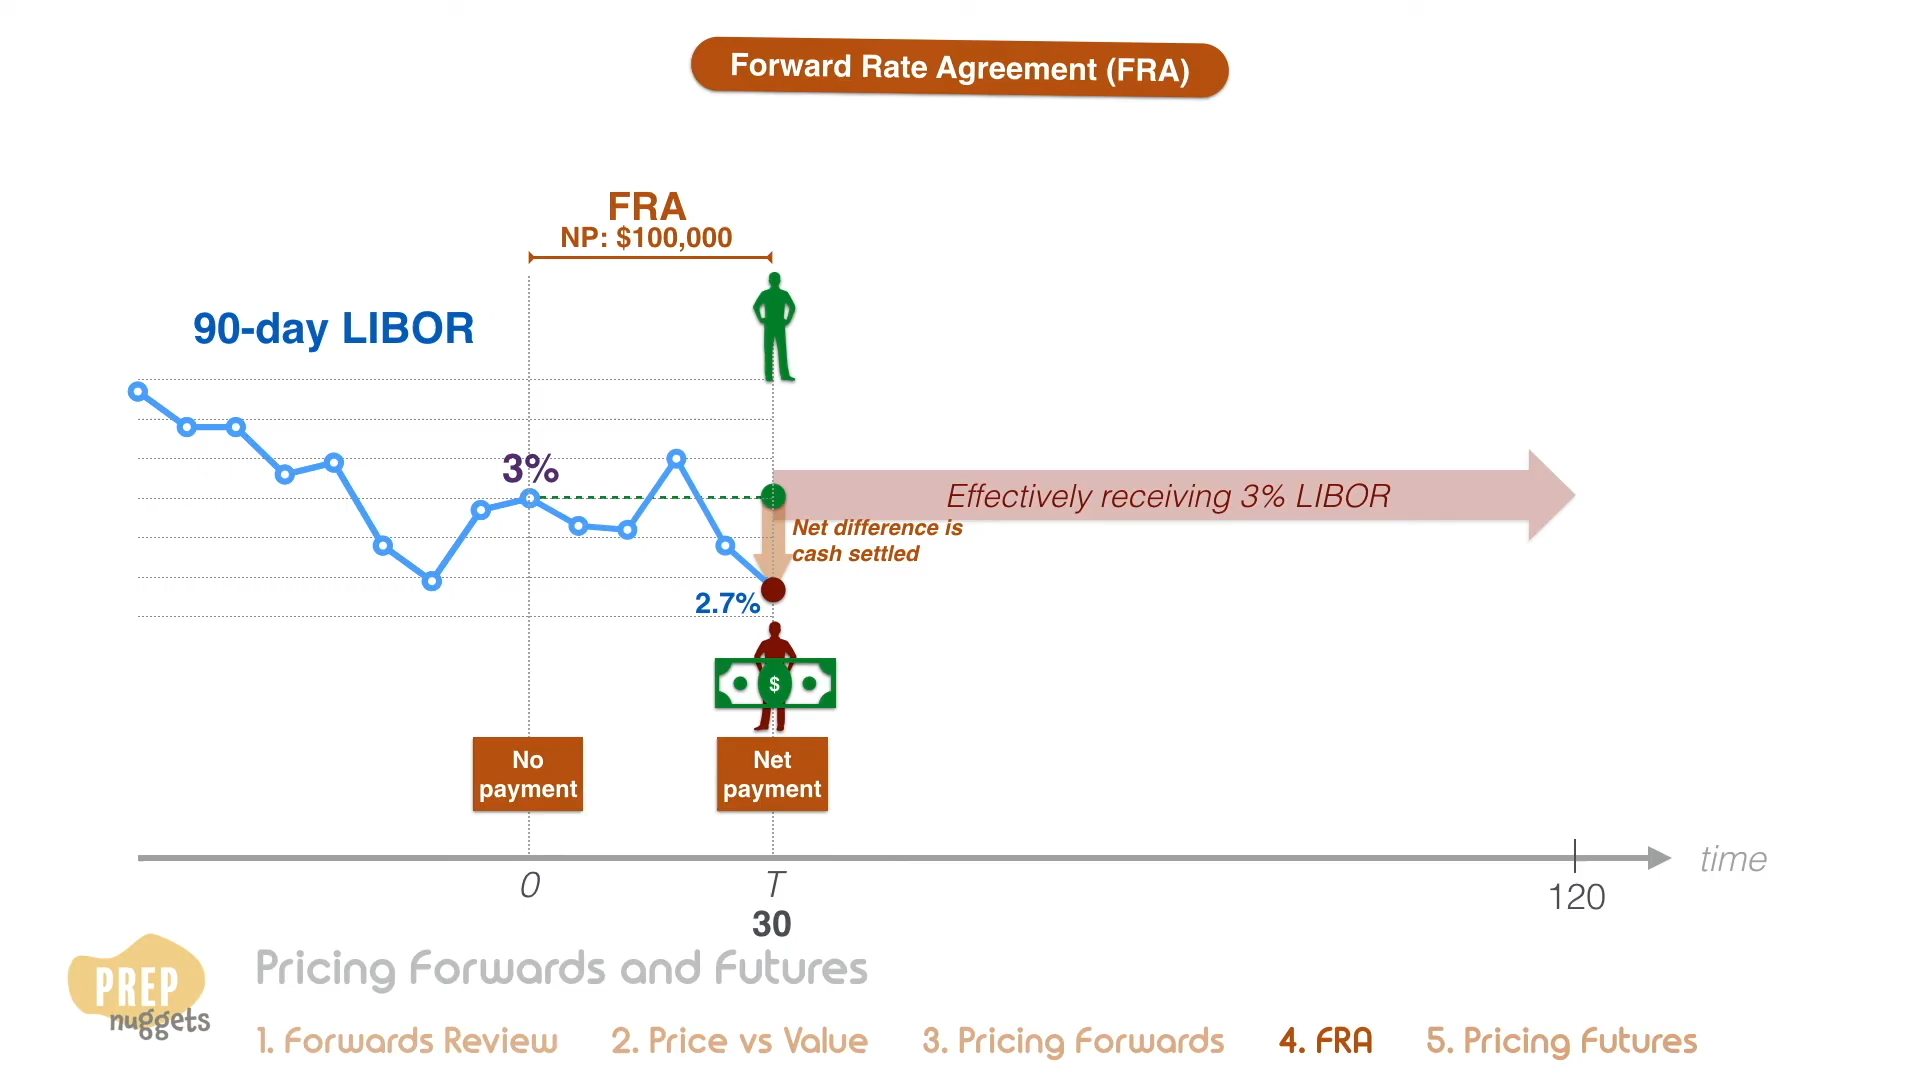 Forward Rate Agreement (FRA)
FRA
NP: $100,000
90-day LIBOR
3%
Effectively receiving 3% LIBOR
Net difference is
cash settled
2.7%
$
No
payment
Net
payment
time
0
T
30
120
PREP
nuggets
Pricing Forwards and Futures
1. Forwards Review
2. Price vs Value
3. Pricing Forwards
4. FRA
5. Pricing Futures